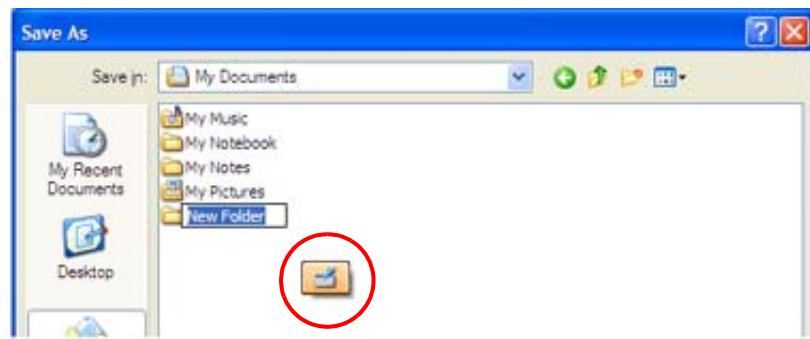 Save As
Save in: My Documents
My Music
My Notebook
My Notes
My Pictures
New Folder
My Recent
Documents
Desktop